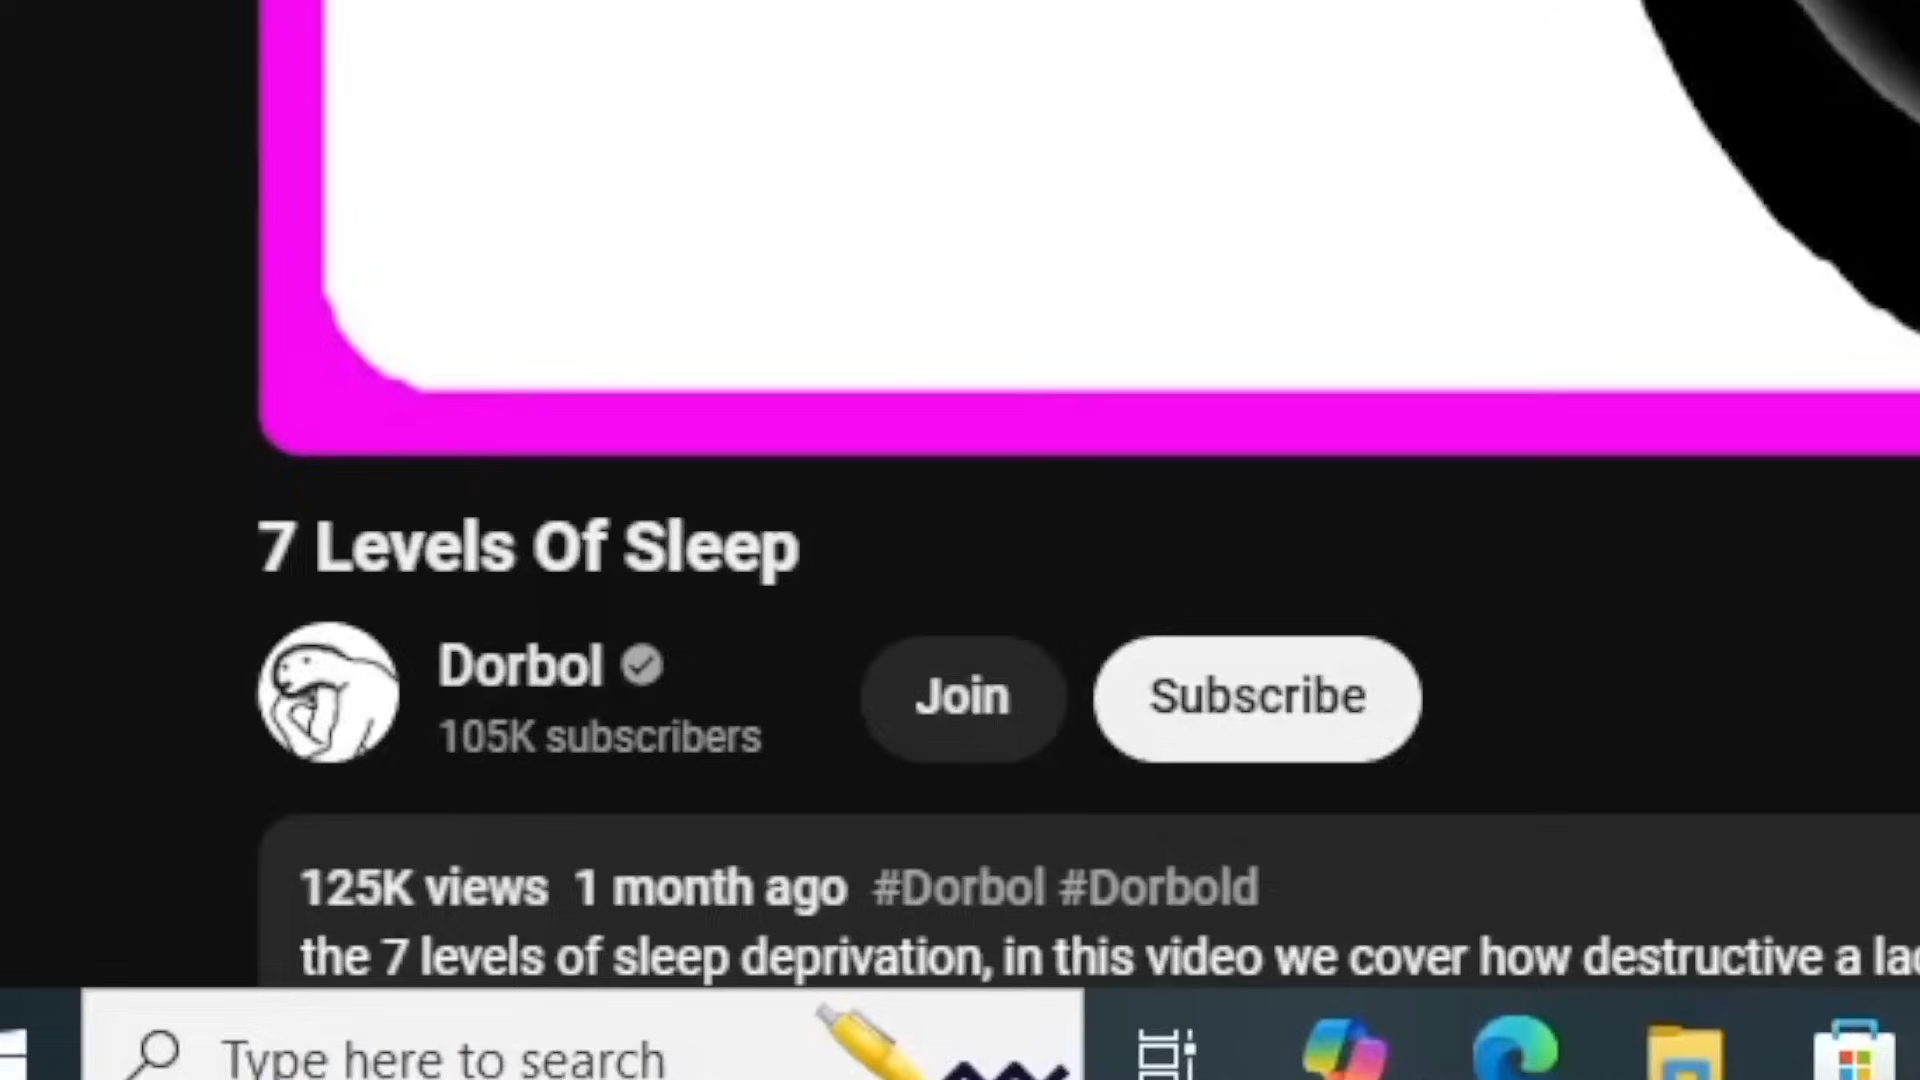 7 Levels Of Sleep
Dorbol
105K subscribers
Join
Subscribe
125K views 1 month ago #Dorbol #Dorbold
the 7 levels of sleep deprivation, in this video we cover how destructive a
Type here to search